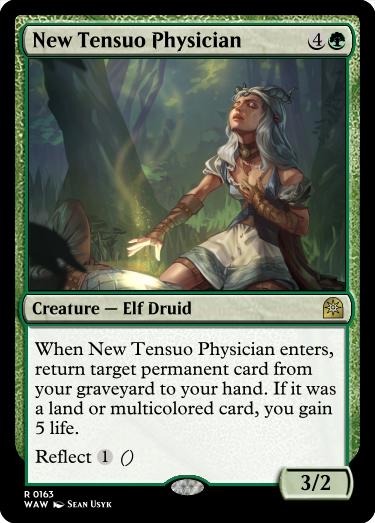 New Tensuo Physician 4
Creature — Elf Druid
When New Tensuo Physician enters,
return target permanent card from
your graveyard to your hand. If it was
a land or multicolored card, you gain
5 life.
Reflect 1 ()
3/2
R 0163
WAW Sean Usyk